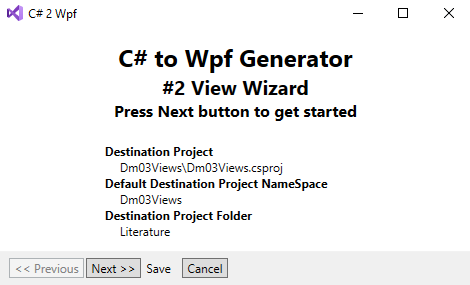 C# 2 Wpf
C# to Wpf Generator
#2 View Wizard
Press Next button to get started
Destination Project
Dm03Views\Dm03Views.csproj
Default Destination Project NameSpace
Dm03Views
Destination Project Folder
Literature
<< Previous Next >> Save Cancel